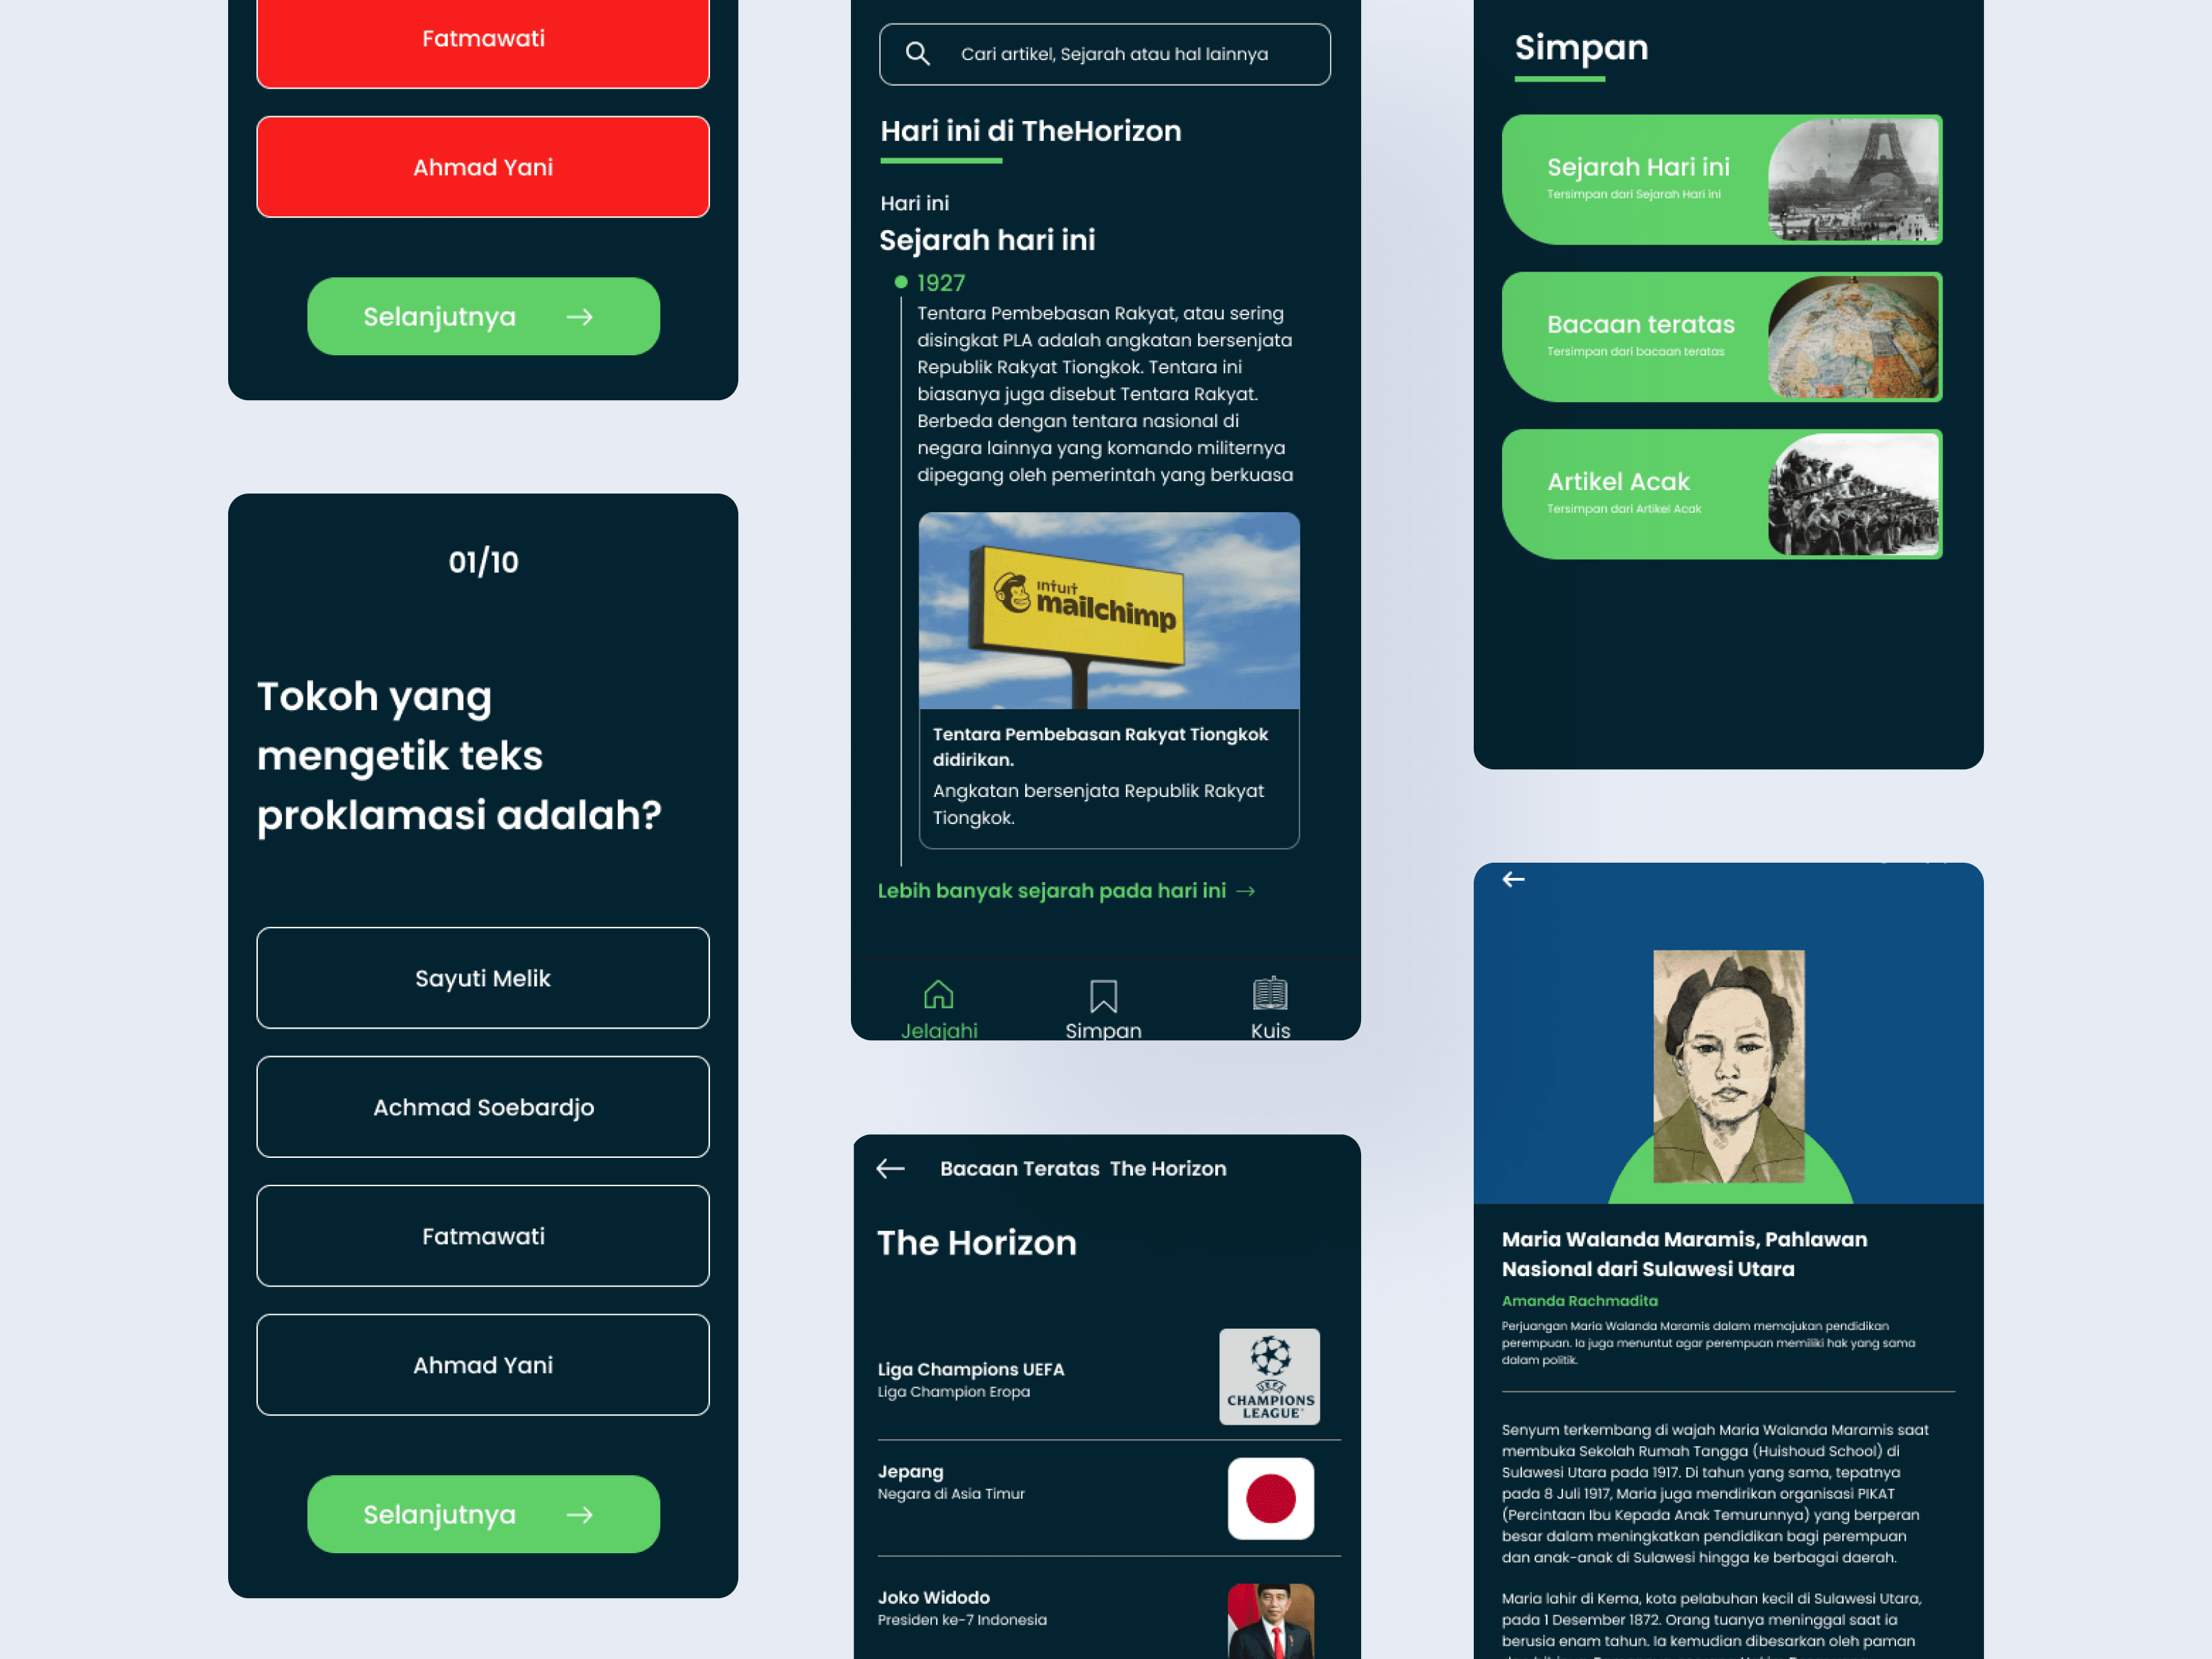 Fatmawati
Ahmad Yani
Selanjutnya
01/10
Tokoh yang
mengetik teks
proklamasi adalah?
Sayuti Melik
Achmad Soebardjo
Fatmawati
Ahmad Yani
Selanjutnya
Cari artikel, Sejarah atau hal lainnya
Hari ini di TheHorizon
Hari ini
Sejarah hari ini
1927
Tentara Pembebasan Rakyat, atau sering
disingkat PLA adalah angkatan bersenjata
Republik Rakyat Tiongkok. Tentara ini
biasanya juga disebut Tentara Rakyat.
Berbeda dengan tentara nasional di
negara lainnya yang komando militernya
dipegang oleh pemerintah yang berkuasa
intuit
mailchimp
Tentara Pembebasan Rakyat Tiongkok
didirikan.
Angkatan bersenjata Republik Rakyat
Tiongkok.
Lebih banyak sejarah pada hari ini
Jelajahi
Simpan
Kuis
Bacaan Teratas The Horizon
The Horizon
Liga Champions UEFA
Liga Champion Eropa
UEFA
CHAMPIONS
LEAGUE
Jepang
Negara di Asia Timur
Joko Widodo
Presiden ke-7 Indonesia
Simpan
Sejarah Hari ini
Tersimpan dari Sejarah Hari ini
Bacaan teratas
Tersimpan dari bacaan teratas
Artikel Acak
Tersimpan dari Artikel Acak
Maria Walanda Maramis, Pahlawan
Nasional dari Sulawesi Utara
Amanda Rachmadita
Perjuangan Maria Walanda Maramis dalam memajukan pendidikan
perempuan. Ia juga menuntut agar perempuan memiliki hak yang sama
dalam politik.
Senyum terkembang di wajah Maria Walanda Maramis saat
membuka Sekolah Rumah Tangga (Huishoud School) di
Sulawesi Utara pada 1917. Di tahun yang sama, tepatnya
pada 8 Juli 1917, Maria juga mendirikan organisasi PIKAT
(Percintaan Ibu Kepada Anak Temurunnya) yang berperan
besar dalam meningkatkan pendidikan bagi perempuan
dan anak-anak di Sulawesi hingga ke berbagai daerah.
Maria lahir di Kema, kota pelabuhan kecil di Sulawesi Utara,
pada 1 Desember 1872. Orang tuanya meninggal saat ia
berusia enam tahun. Ia kemudian dibesarkan oleh paman